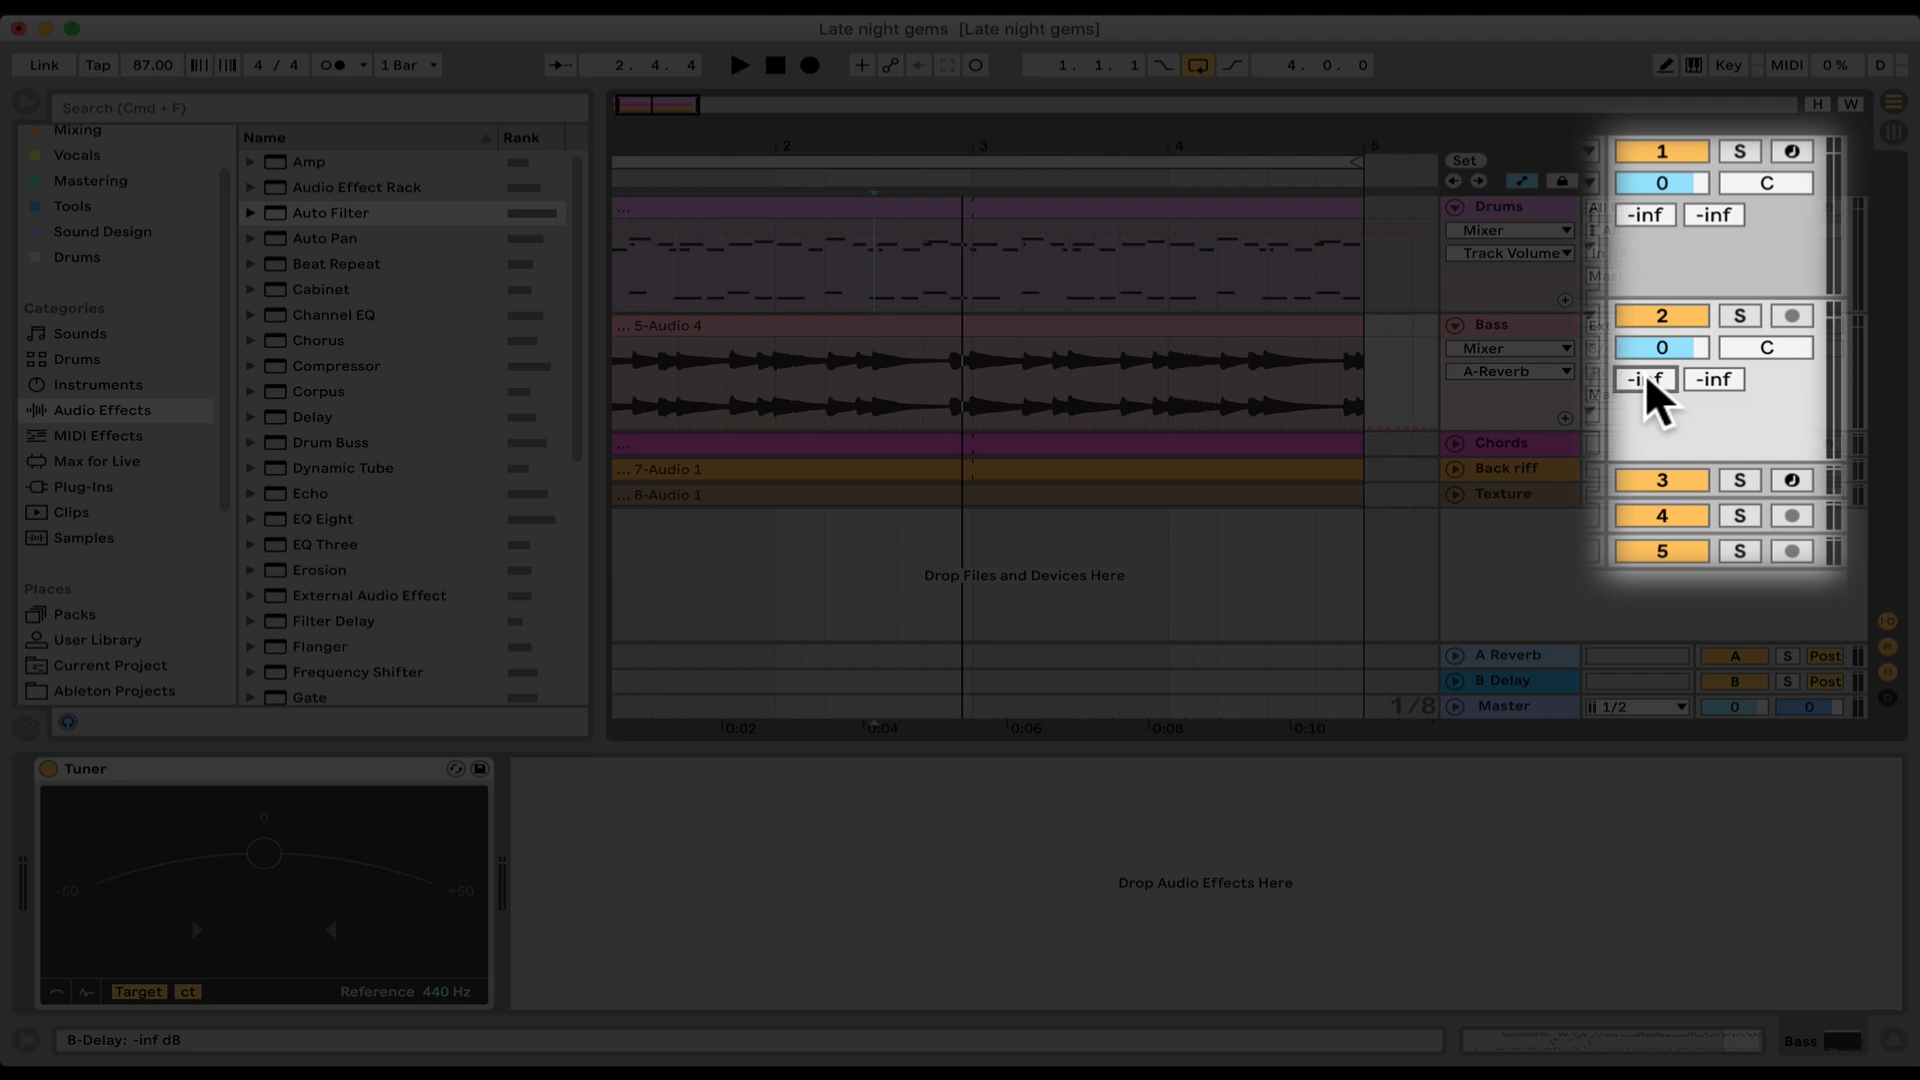 Late night gems [Late night gems]
Link Tap 87.00 4 / 4 1 Bar 2. 4. 4 1. 1. 1 4. 0. 0 Key MIDI 0 % D
Search (Cmd + F)
H W
Mixing
Vocals
Mastering
Tools
Sound Design
Drums
Categories
Sounds
Drums
Instruments
Audio Effects
MIDI Effects
Max for Live
Plug-Ins
Clips
Samples
Places
Packs
User Library
Current Project
Ableton Projects
Name Rank
Amp
Audio Effect Rack
Auto Filter
Auto Pan
Beat Repeat
Cabinet
Channel EQ
Chorus
Compressor
Corpus
Delay
Drum Buss
Dynamic Tube
Echo
EQ Eight
EQ Three
Erosion
External Audio Effect
Filter Delay
Flanger
Frequency Shifter
Gate
2 3 4 5
Set
...
Drums
Mixer
Track Volume
... 5-Audio 4
Bass
Mixer
A-Reverb
...
Chords
... 7-Audio 1
Back riff
... 8-Audio 1
Texture
1 S
0 C
-inf -inf
2 S
0 C
-inf -inf
3 S
4 S
5 S
Drop Files and Devices Here
A Reverb A S Post
B Delay B S Post
1/8 Master 1/2 0 0
0:02 0:04 0:06 0:08 0:10
I·O
R
M
D
Tuner
0
-50 +50
Target ct Reference 440 Hz
Drop Audio Effects Here
B-Delay: -inf dB
Bass